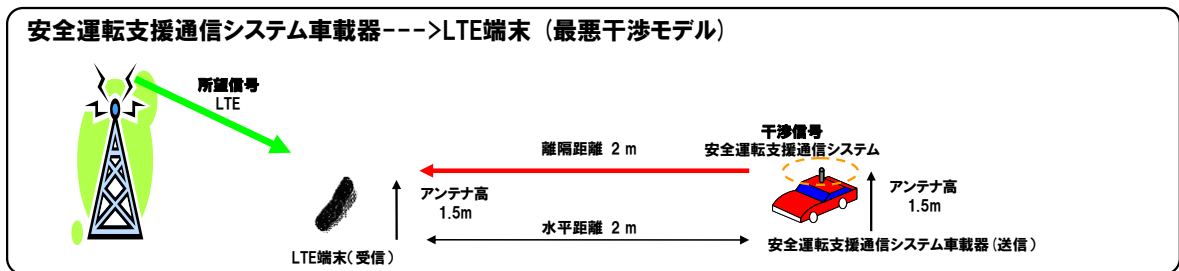 安全運転支援通信システム車載器--->LTE端末 (最悪干渉モデル)
所望信号
LTE
干渉信号
安全運転支援通信システム
離隔距離 2 m
アンテナ高
1.5m
アンテナ高
1.5m
水平距離 2 m
LTE端末(受信)
安全運転支援通信システム車載器(送信)